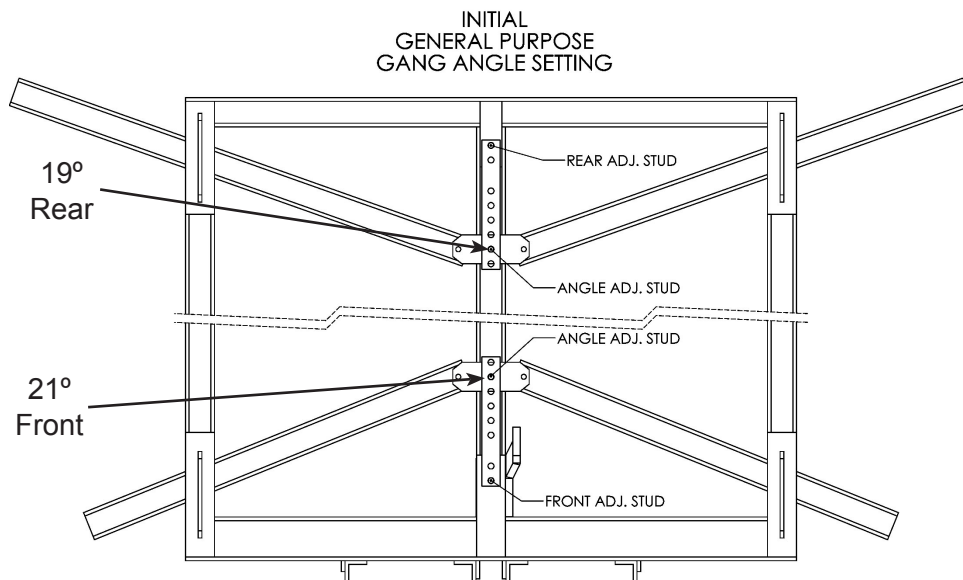 INITIAL
GENERAL PURPOSE
GANG ANGLE SETTING
REAR ADJ. STUD
19º
Rear
ANGLE ADJ. STUD
ANGLE ADJ. STUD
21º
Front
FRONT ADJ. STUD